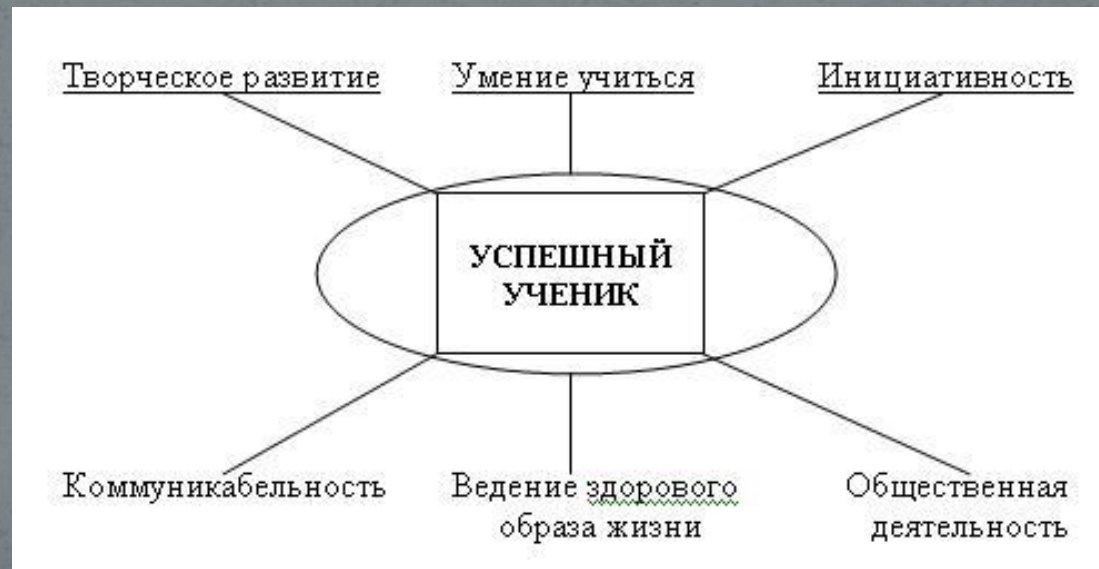 Творческое развитие
Умение учиться
Инициативность
УСПЕШНЫЙ
УЧЕНИК
Коммуникабельность
Ведение здорового
образа жизни
Общественная
деятельность